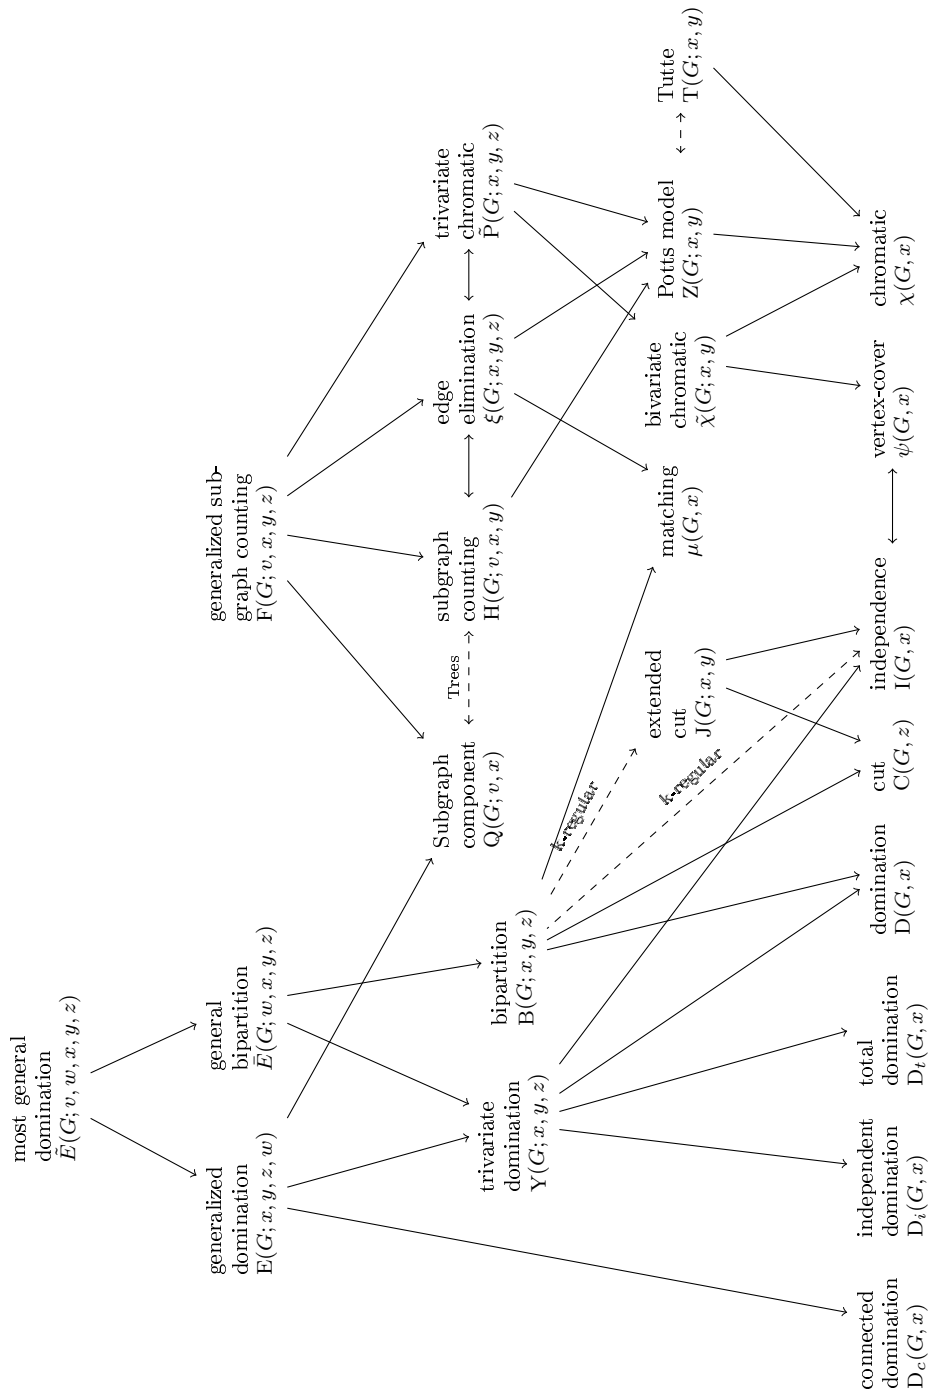 most general
domination
Ẽ(G; v, w, x, y, z)
generalized
domination
E(G; x, y, z, w)
general
bipartition
Ē(G; w, x, y, z)
generalized sub-
graph counting
F(G; v, x, y, z)
Subgraph
component
Q(G; v, x)
Trees
subgraph
counting
H(G; v, x, y)
edge
elimination
ξ(G; x, y, z)
trivariate
chromatic
P̃(G; x, y, z)
trivariate
domination
Y(G; x, y, z)
bipartition
B(G; x, y, z)
k-regular
k-regular
extended
cut
J(G; x, y)
matching
μ(G, x)
bivariate
chromatic
χ̃(G; x, y)
Potts model
Z(G; x, y)
Tutte
T(G; x, y)
connected
domination
D_c(G, x)
independent
domination
D_i(G, x)
total
domination
D_t(G, x)
domination
D(G, x)
cut
C(G, z)
independence
I(G, x)
vertex-cover
ψ(G, x)
chromatic
χ(G, x)